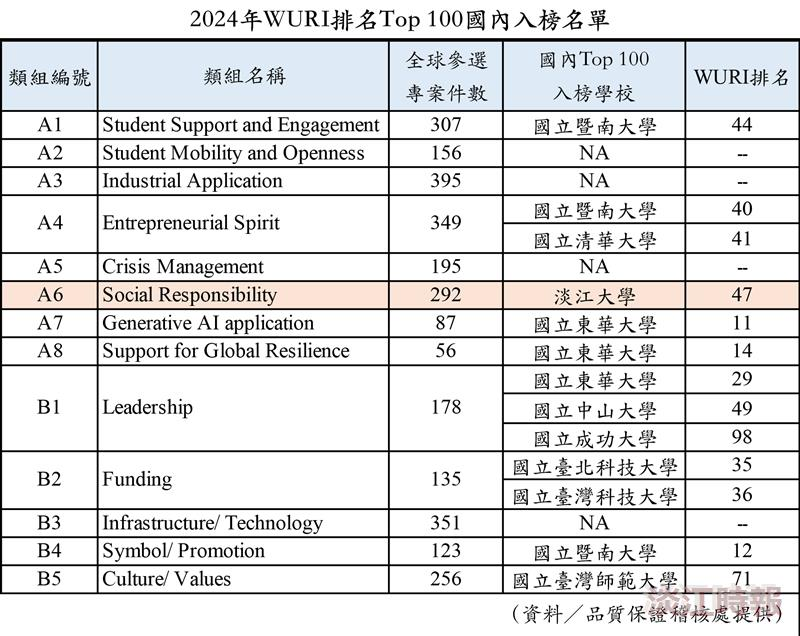 2024年WURI排名Top 100國內入榜名單
類組編號 類組名稱 全球參選專案件數 國內Top 100入榜學校 WURI排名
A1 Student Support and Engagement 307 國立暨南大學 44
A2 Student Mobility and Openness 156 NA --
A3 Industrial Application 395 NA --
A4 Entrepreneurial Spirit 349 國立暨南大學 40
國立清華大學 41
A5 Crisis Management 195 NA --
A6 Social Responsibility 292 淡江大學 47
A7 Generative AI application 87 國立東華大學 11
A8 Support for Global Resilience 56 國立東華大學 14
B1 Leadership 178 國立東華大學 29
國立中山大學 49
國立成功大學 98
B2 Funding 135 國立臺北科技大學 35
國立臺灣科技大學 36
B3 Infrastructure/ Technology 351 NA --
B4 Symbol/ Promotion 123 國立暨南大學 12
B5 Culture/ Values 256 國立臺灣師範大學 71
淡江時報
（資料／品質保證稽核處提供）